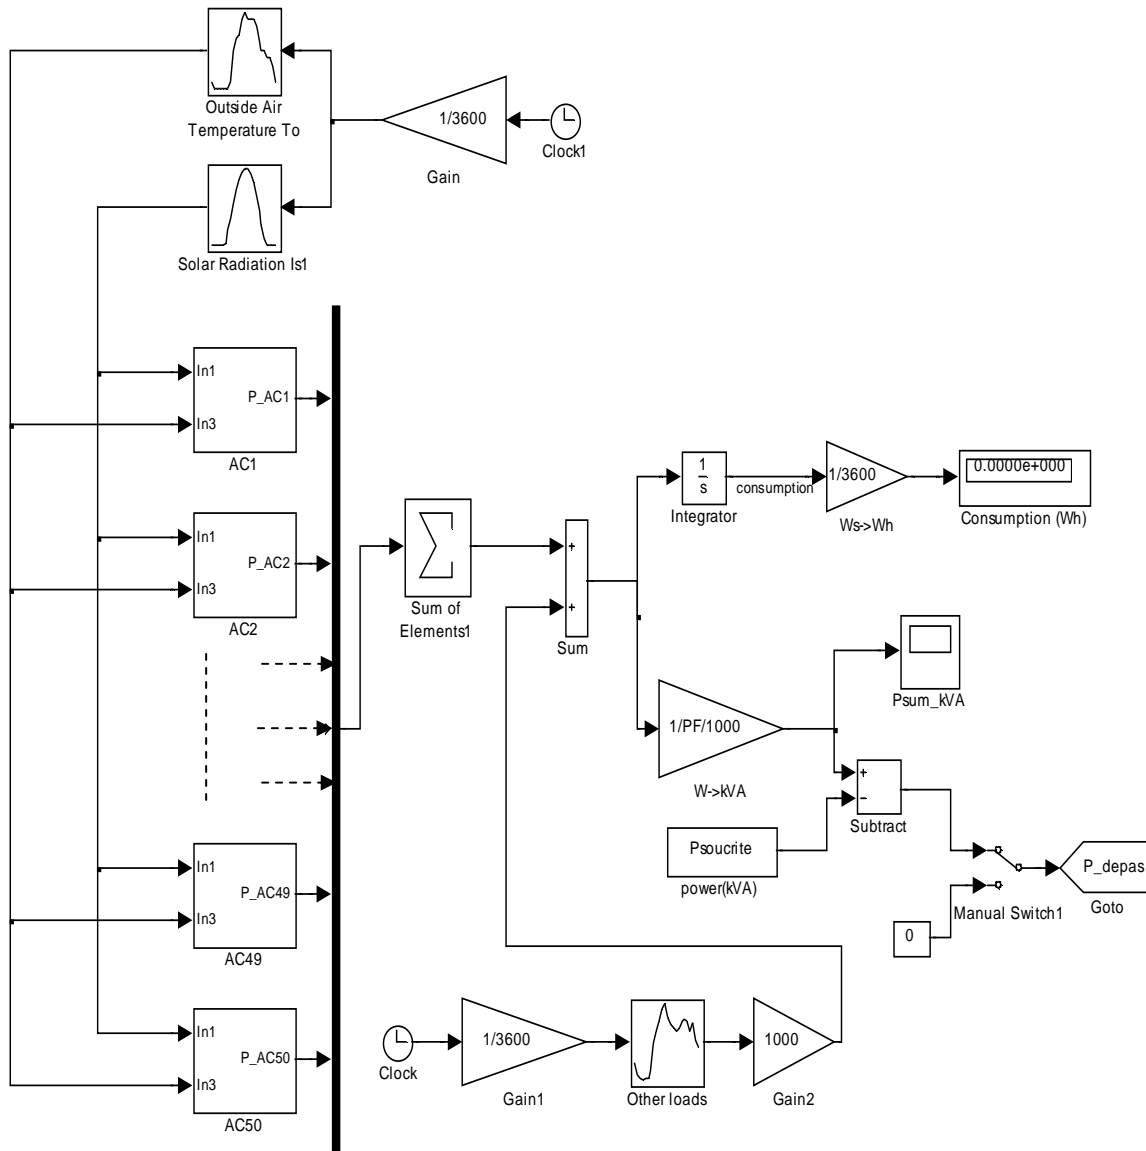 Outside Air
Temperature To
1/3600
Gain
Clock1
Solar Radiation Is1
In1
P_AC1
In3
AC1
In1
P_AC2
In3
AC2
Sum of
Elements1
+
+
Sum
1
s
Integrator
consumption
1/3600
Ws->Wh
0.0000e+000
Consumption (Wh)
Psum_kVA
1/PF/1000
W->kVA
+
-
Subtract
Psoucrite
power(kVA)
P_depas
Goto
Manual Switch1
0
In1
P_AC49
In3
AC49
In1
P_AC50
In3
AC50
Clock
1/3600
Gain1
Other loads
1000
Gain2